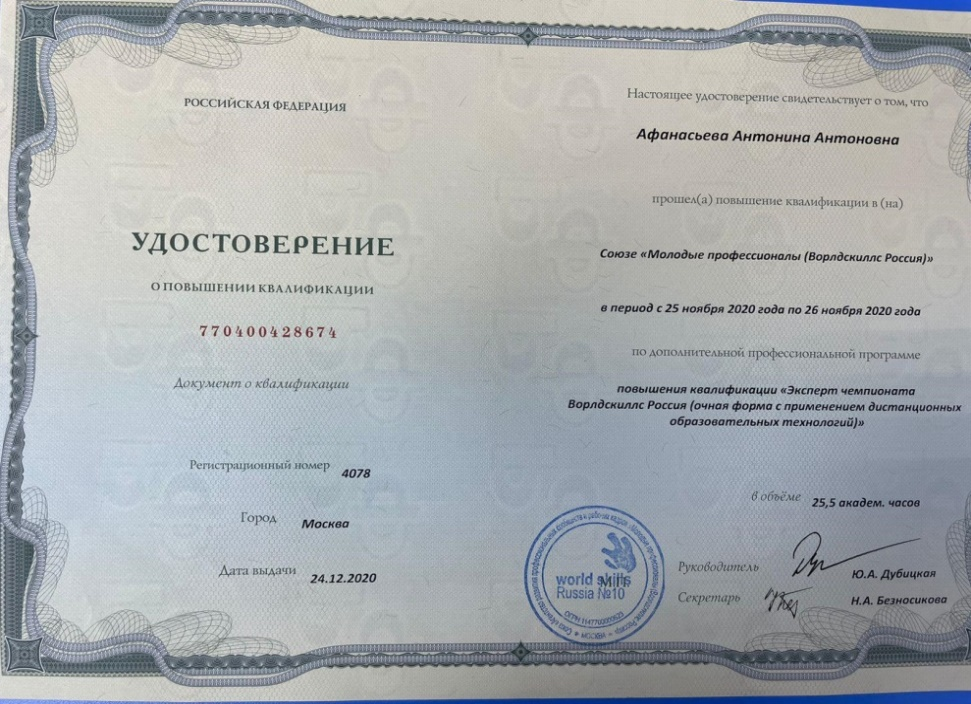 РОССИЙСКАЯ ФЕДЕРАЦИЯ
УДОСТОВЕРЕНИЕ
О ПОВЫШЕНИИ КВАЛИФИКАЦИИ
770400428674
Документ о квалификации
Регистрационный номер 4078
Город Москва
Дата выдачи 24.12.2020
Настоящее удостоверение свидетельствует о том, что
Афанасьева Антонина Антоновна
прошел(а) повышение квалификации в (на)
Союзе «Молодые профессионалы (Ворлдскиллс Россия)»
в период с 25 ноября 2020 года по 26 ноября 2020 года
по дополнительной профессиональной программе
повышения квалификации «Эксперт чемпионата
Ворлдскиллс Россия (очная форма с применением дистанционных
образовательных технологий)»
в объёме 25,5 академ. часов
Руководитель Ю.А. Дубицкая
Секретарь Н.А. Безносикова
М.П.
world skills
Russia №10